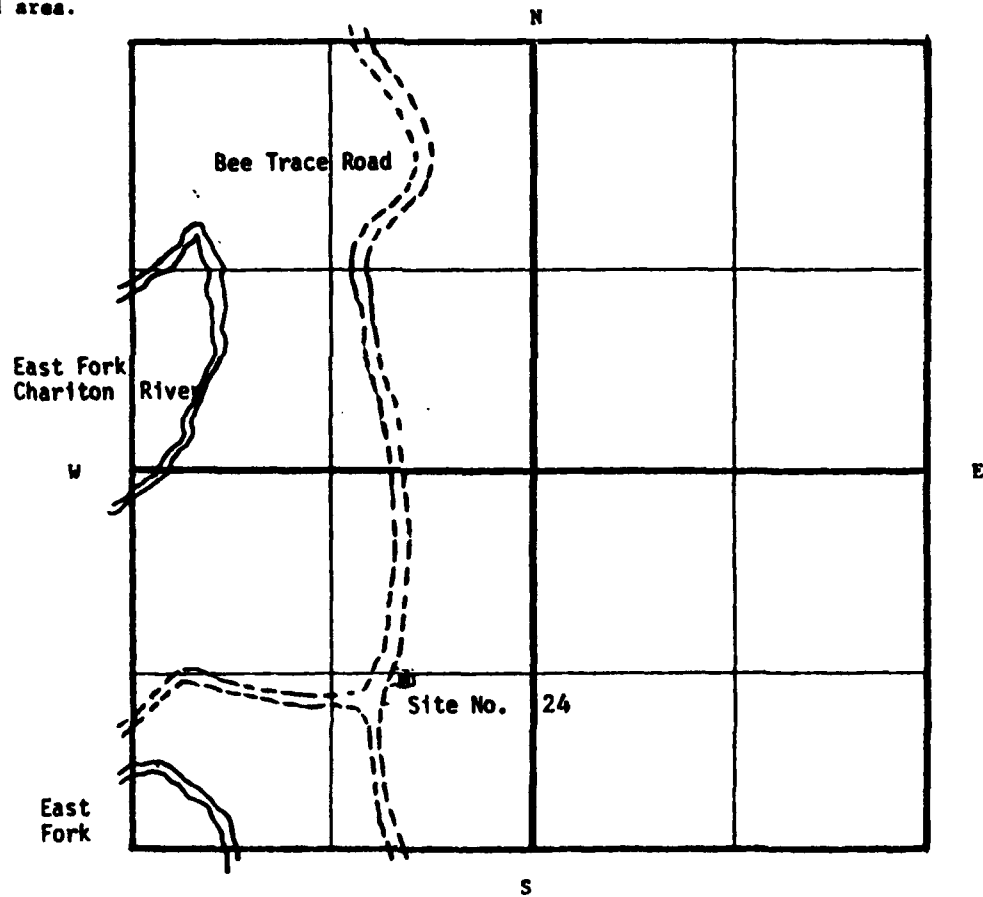 area.
N
Bee Trace Road
East Fork
Chariton River
W
E
Site No. 24
East
Fork
S